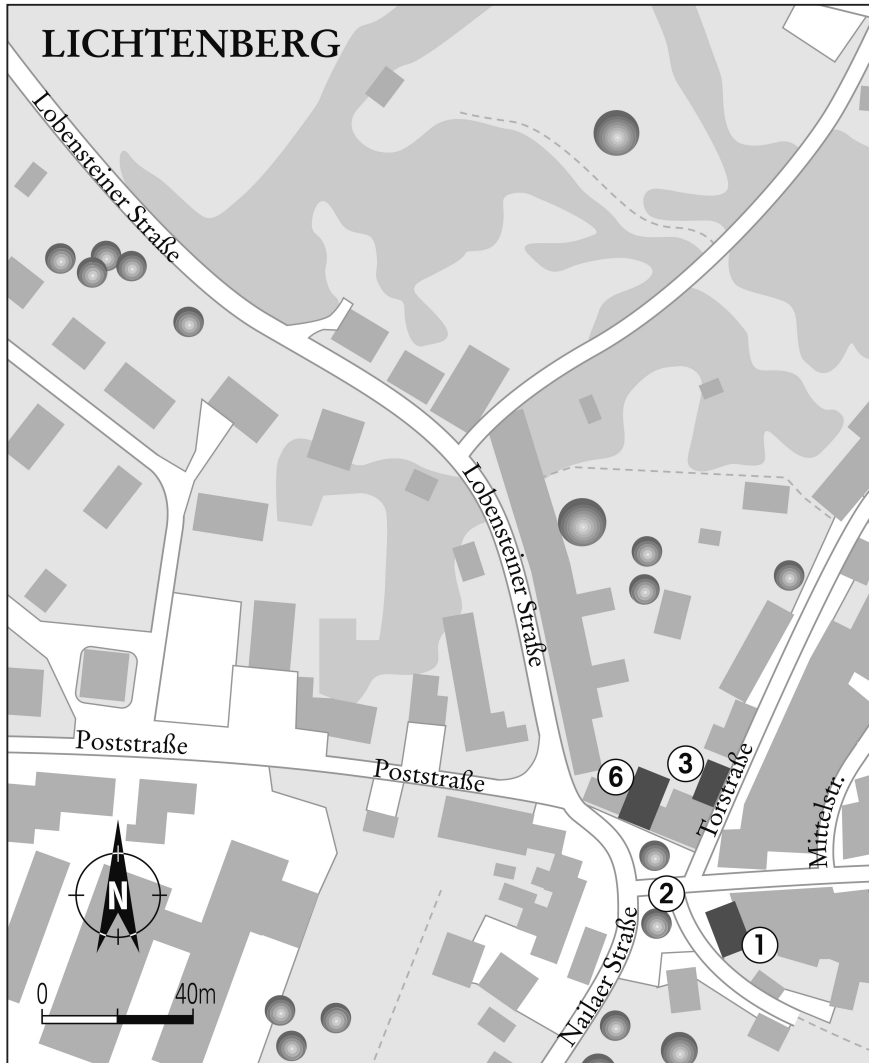 LICHTENBERG
Lobensteiner Straße
Lobensteiner Straße
Poststraße
Poststraße
6
3
Torstraße
Mittelstr.
2
1
Nailaer Straße
N
0 40m